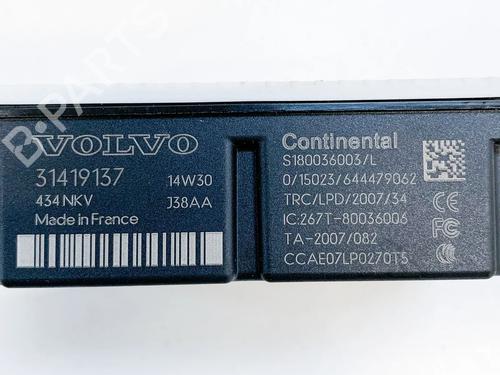 VOLVO
31419137 14W30
434 NKV J38AA
Made in France
Continental
S180036003/L
0/15023/644479062
TRC/LPD/2007/34
IC:267T-80036006
TA-2007/082
CCAE07LP0270T5
CE
B-PARTS